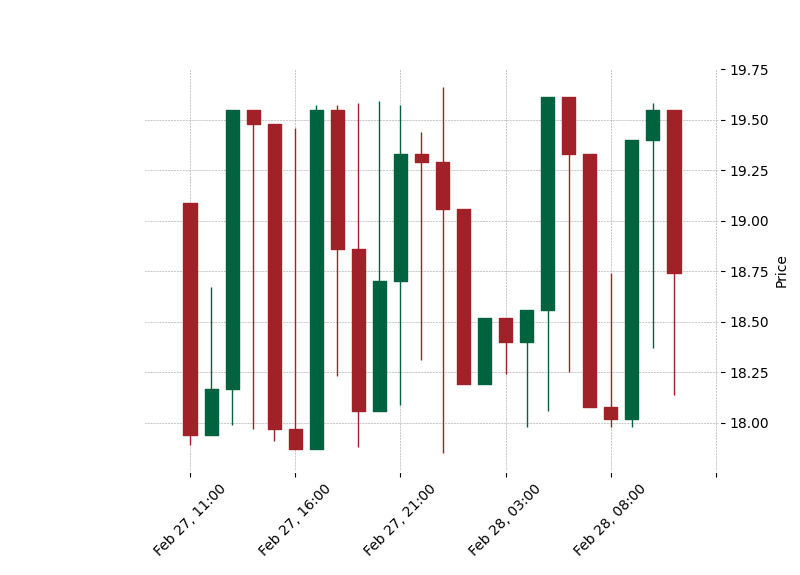 19.75
19.50
19.25
19.00
18.75
18.50
18.25
18.00
Price
Feb 27, 11:00
Feb 27, 16:00
Feb 27, 21:00
Feb 28, 03:00
Feb 28, 08:00